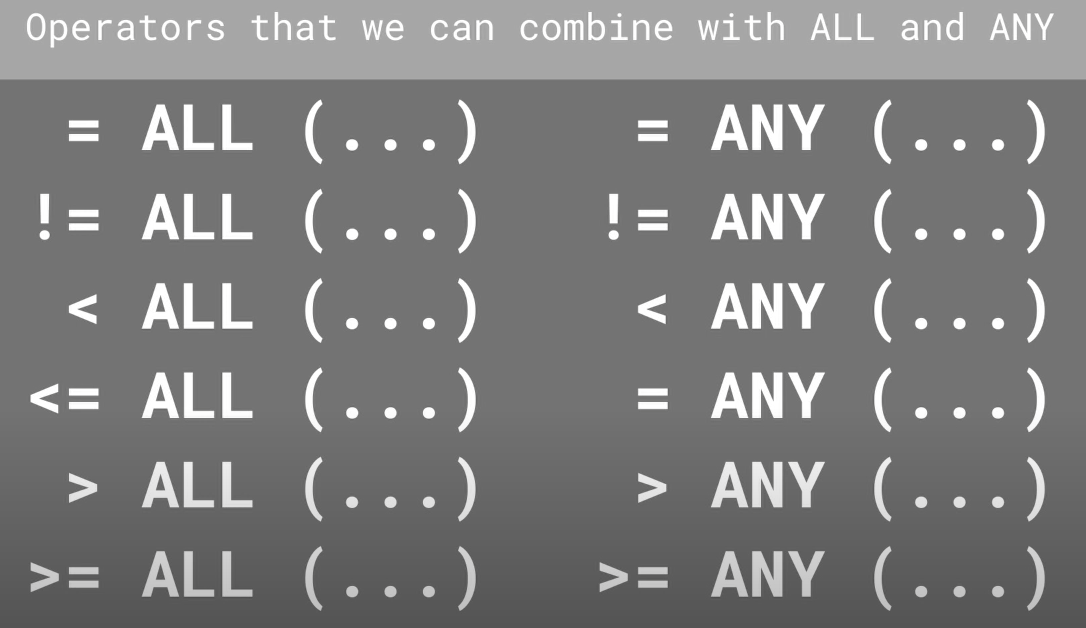 Operators that we can combine with ALL and ANY
= ALL (...) = ANY (...)
!= ALL (...) != ANY (...)
< ALL (...) < ANY (...)
<= ALL (...) = ANY (...)
> ALL (...) > ANY (...)
>= ALL (...) >= ANY (...)